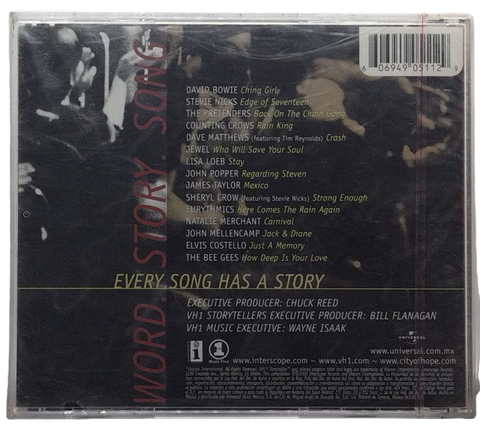 6 06949 05112 9
WORD STORY SONG
DAVID BOWIE Ching Girl
STEVIE NICKS Edge of Seventeen
THE PRETENDERS Back On The Chain Gang
COUNTING CROWS Rain King
DAVE MATTHEWS (featuring Tim Reynolds) Crash
JEWEL Who Will Save Your Soul
LISA LOEB Stay
JOHN POPPER Regarding Steven
JAMES TAYLOR Mexico
SHERYL CROW (featuring Stevie Nicks) Strong Enough
EURYTHMICS Here Comes The Rain Again
NATALIE MERCHANT Carnival
JOHN MELLENCAMP Jack & Diane
ELVIS COSTELLO Just A Memory
THE BEE GEES How Deep Is Your Love
EVERY SONG HAS A STORY
EXECUTIVE PRODUCER: CHUCK REED
VH1 STORYTELLERS EXECUTIVE PRODUCER: BILL FLANAGAN
VH1 MUSIC EXECUTIVE: WAYNE ISAAK
UNIVERSAL
www.universal.com.mx
www.interscope.com ~ www.vh1.com ~ www.cityofhope.com
Music First